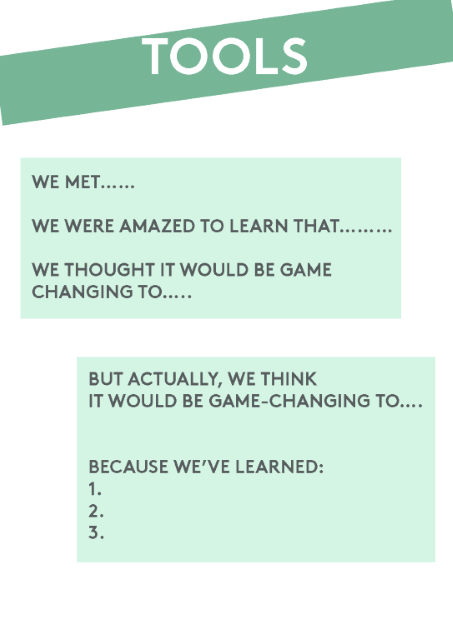 TOOLS
WE MET......
WE WERE AMAZED TO LEARN THAT.........
WE THOUGHT IT WOULD BE GAME
CHANGING TO.....
BUT ACTUALLY, WE THINK
IT WOULD BE GAME-CHANGING TO....
BECAUSE WE'VE LEARNED:
1.
2.
3.